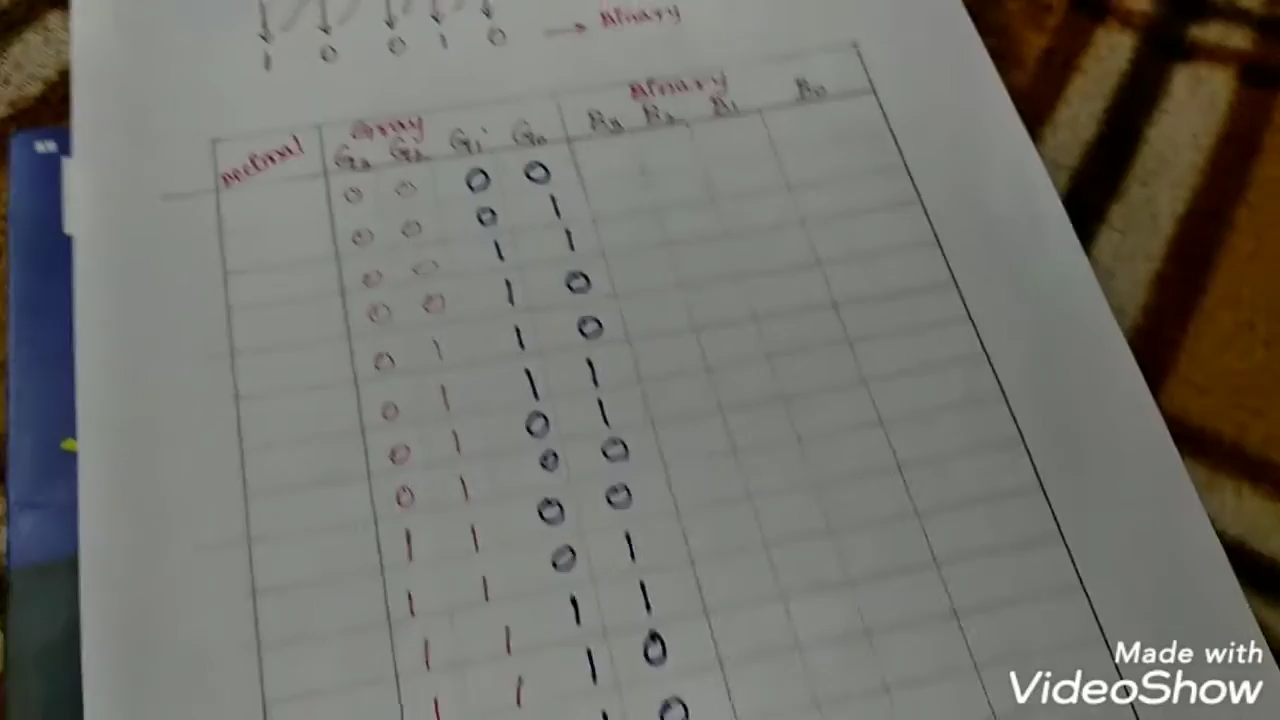 1 0 0 1 0 → Binary
Decimal Gray Binary
G3 G2 G1 G0 B3 B2 B1 B0
0 0 0 0
0 0 0 1
0 0 1 1
0 0 1 0
0 1 1 0
0 1 1 1
0 1 0 1
0 1 0 0
1 1 0 0
1 1 0 1
1 1 1 1
1 1 1 0
Made with
VideoShow